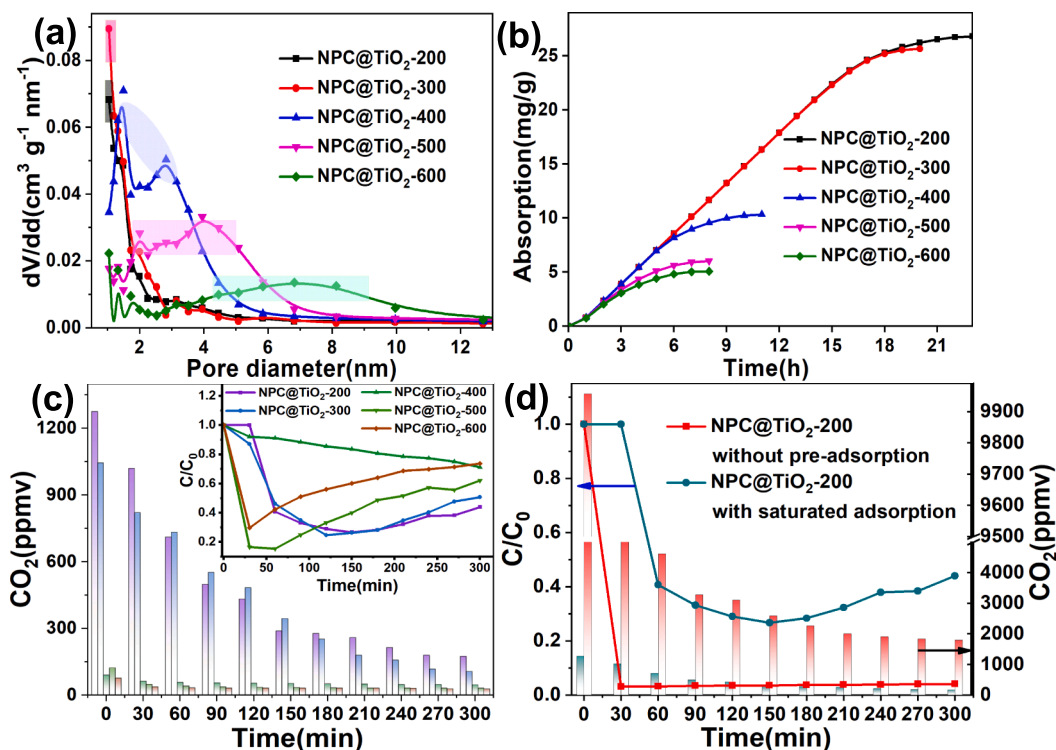 (a)
NPC@TiO₂-200
NPC@TiO₂-300
NPC@TiO₂-400
NPC@TiO₂-500
NPC@TiO₂-600
dV/dd(cm³ g⁻¹ nm⁻¹)
0.08
0.06
0.04
0.02
0.00
2 4 6 8 10 12
Pore diameter(nm)
(b)
NPC@TiO₂-200
NPC@TiO₂-300
NPC@TiO₂-400
NPC@TiO₂-500
NPC@TiO₂-600
Absorption(mg/g)
25
20
15
10
5
0
0 3 6 9 12 15 18 21
Time(h)
(c)
CO₂(ppmv)
1200
900
600
300
0
0 30 60 90 120 150 180 210 240 270 300
Time(min)
NPC@TiO₂-200
NPC@TiO₂-300
NPC@TiO₂-400
NPC@TiO₂-500
NPC@TiO₂-600
C/C₀
1.2
1.0
0.8
0.6
0.4
0.2
0 50 100 150 200 250 300
Time(min)
(d)
NPC@TiO₂-200
without pre-adsorption
NPC@TiO₂-200
with saturated adsorption
C/C₀
1.0
0.8
0.6
0.4
0.2
0.0
0 30 60 90 120 150 180 210 240 270 300
Time(min)
CO₂(ppmv)
9900
9800
9700
9600
9500
4000
3000
2000
1000
0